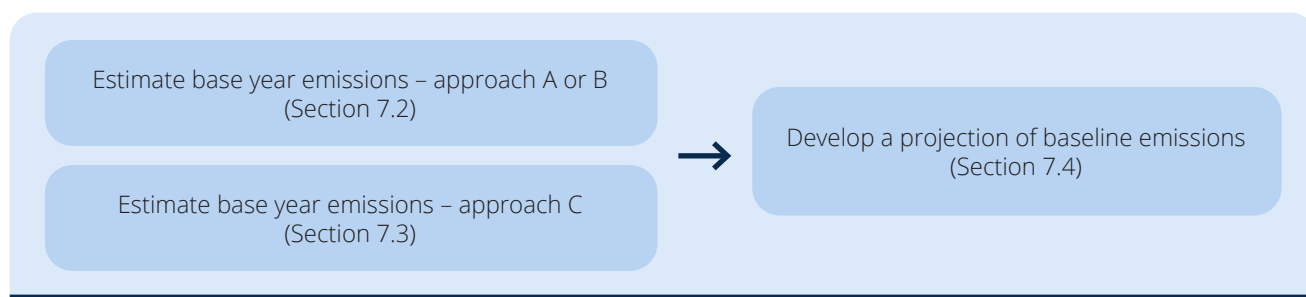 Estimate base year emissions – approach A or B
(Section 7.2)
Estimate base year emissions – approach C
(Section 7.3)
Develop a projection of baseline emissions
(Section 7.4)